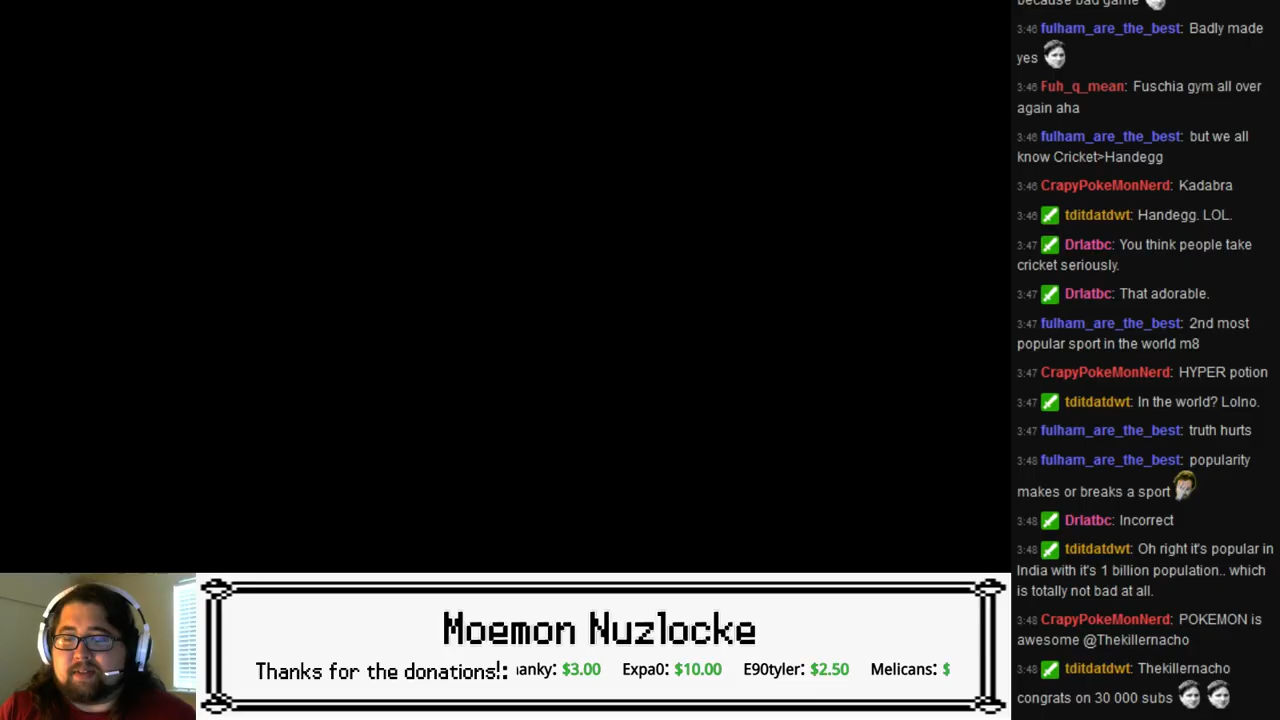 because bad game
3:46 fulham_are_the_best: Badly made
yes
3:46 Fuh_q_mean: Fuschia gym all over
again aha
3:46 fulham_are_the_best: but we all
know Cricket>Handegg
3:46 CrapyPokeMonNerd: Kadabra
3:46 tditdatdwt: Handegg. LOL.
3:47 Drlatbc: You think people take
cricket seriously.
3:47 Drlatbc: That adorable.
3:47 fulham_are_the_best: 2nd most
popular sport in the world m8
3:47 CrapyPokeMonNerd: HYPER potion
3:47 tditdatdwt: In the world? Lolno.
3:47 fulham_are_the_best: truth hurts
3:48 fulham_are_the_best: popularity
makes or breaks a sport
3:48 Drlatbc: Incorrect
3:48 tditdatdwt: Oh right it's popular in
India with it's 1 billion population.. which
is totally not bad at all.
3:48 CrapyPokeMonNerd: POKEMON is
awesome @Thekillernacho
3:48 tditdatdwt: Thekillernacho
congrats on 30 000 subs
Moemon Nuzlocke
Thanks for the donations!: anky: $3.00 Expa0: $10.00 E90tyler: $2.50 Melicans: $